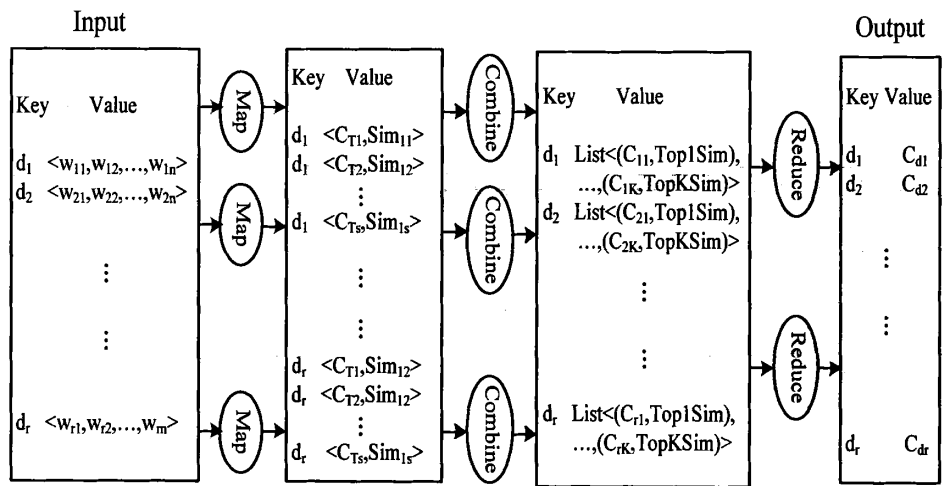 Input
Key Value
d1 <w11,w12,...,w1n>
d2 <w21,w22,...,w2n>
⋮
⋮
dr <wr1,wr2,...,wrn>
Map
Map
Map
Key Value
d1 <CT1,Sim11>
d1 <CT2,Sim12>
⋮
d1 <CTs,Sim1s>
⋮
⋮
dr <CT1,Sim12>
dr <CT2,Sim12>
⋮
dr <CTs,Sim1s>
Combine
Combine
Combine
Key Value
d1 List<(C11,Top1Sim),
...,(C1K,TopKSim)>
d2 List<(C21,Top1Sim),
...,(C2K,TopKSim)>
⋮
⋮
dr List<(Cr1,Top1Sim),
...,(CrK,TopKSim)>
Reduce
Reduce
Output
Key Value
d1 Cd1
d2 Cd2
⋮
⋮
dr Cdr